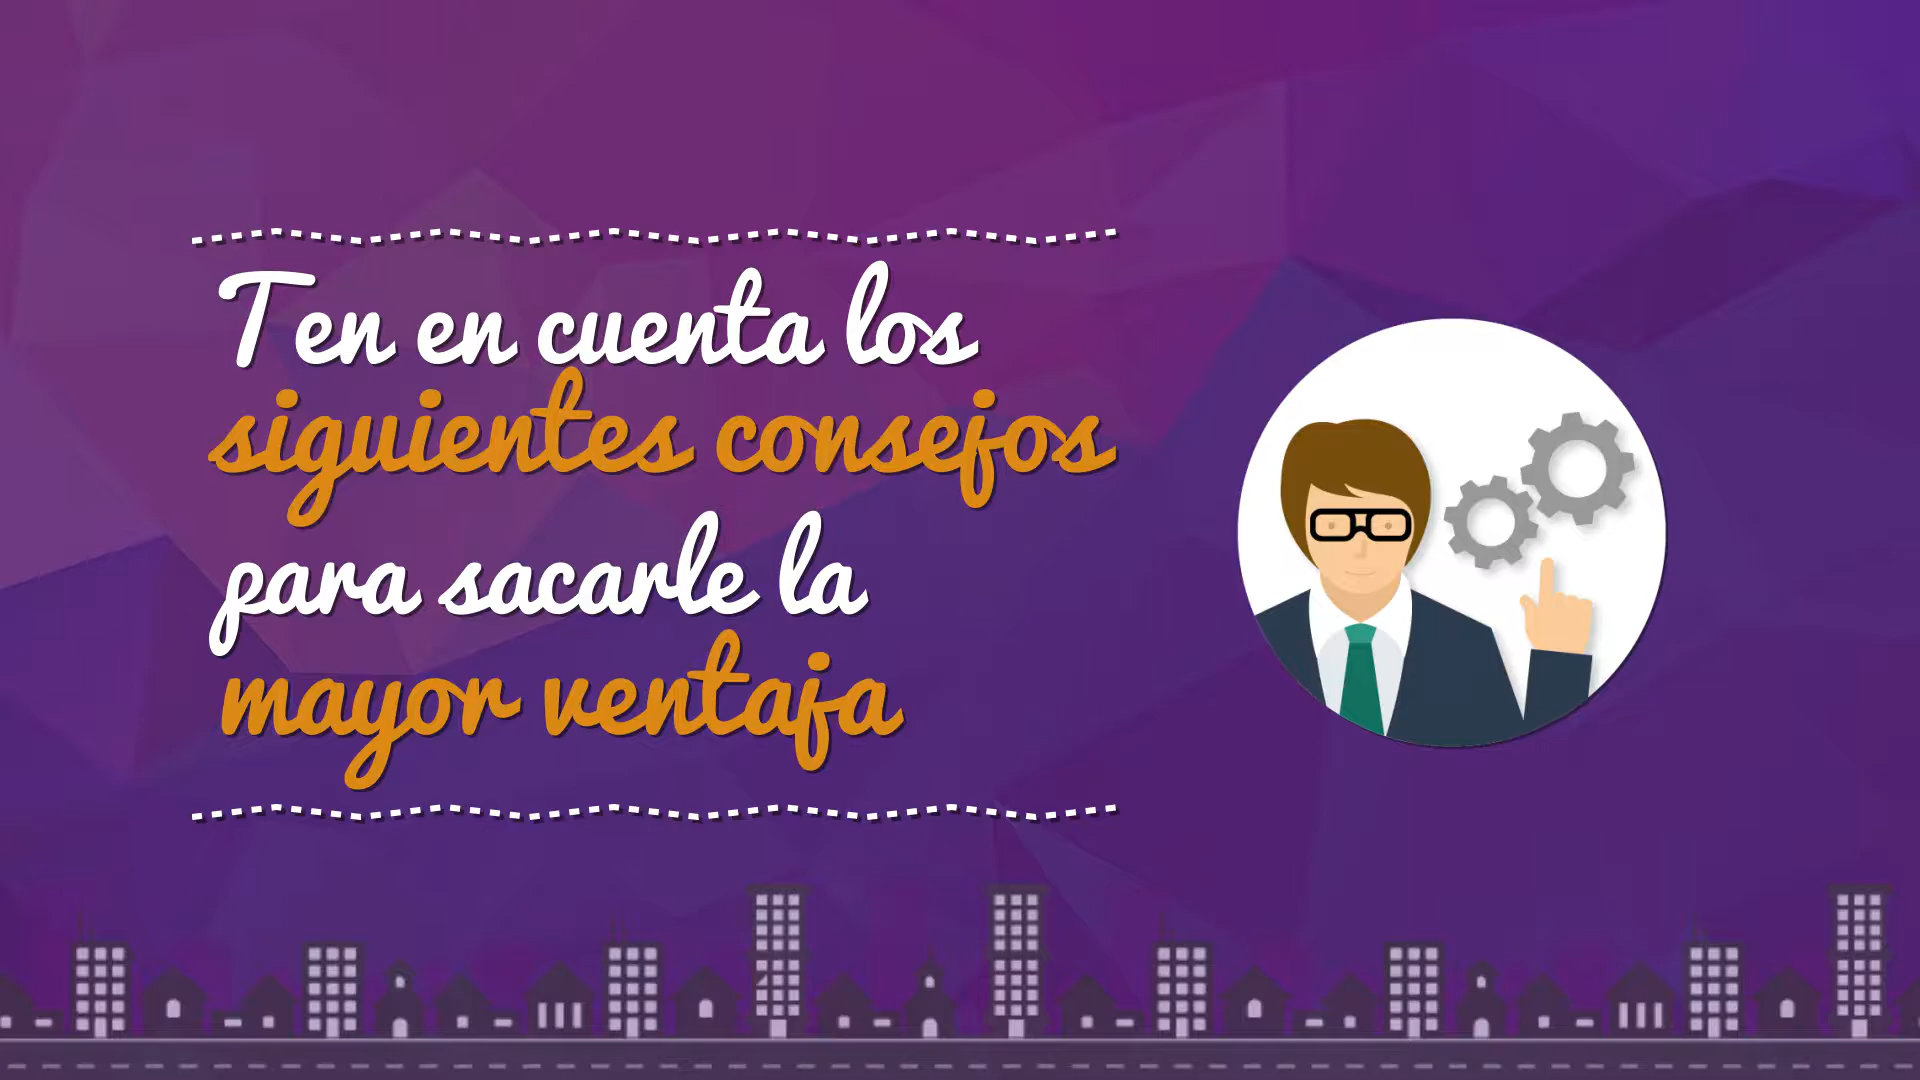 Ten en cuenta los
siguientes consejos
para sacarle la
mayor ventaja